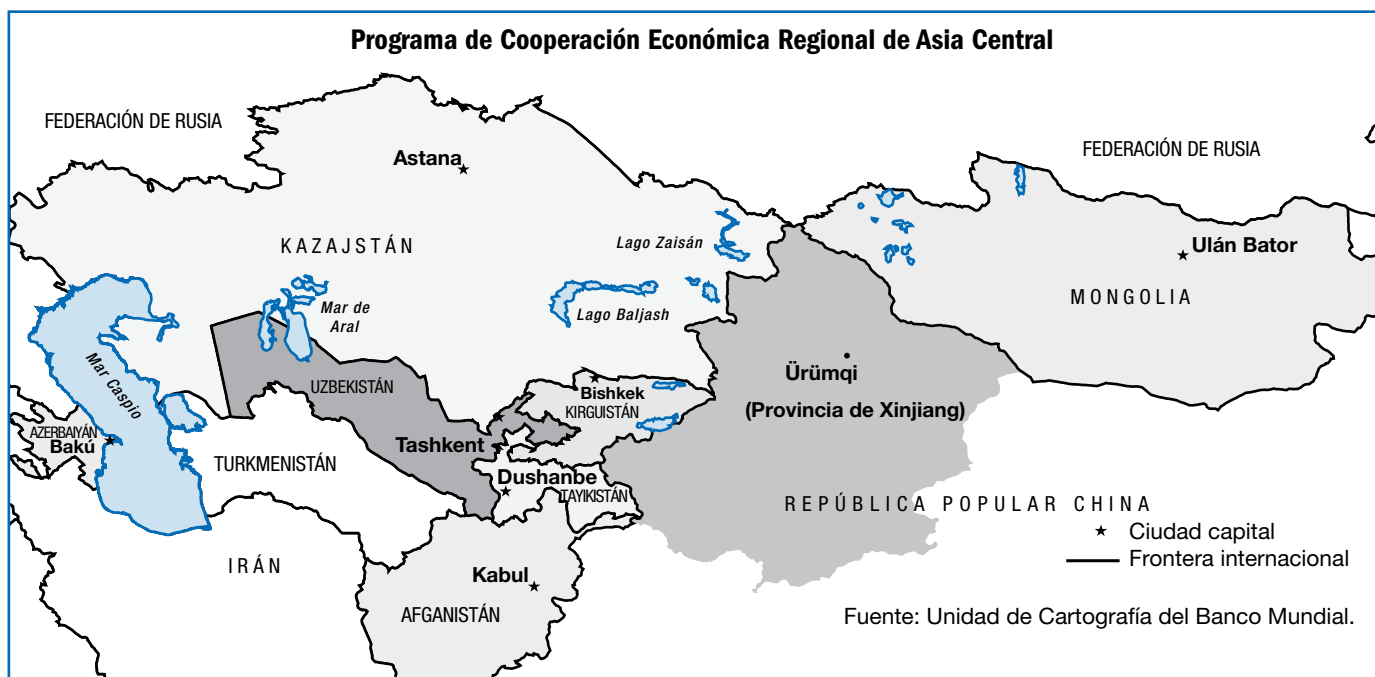 Programa de Cooperación Económica Regional de Asia Central
FEDERACIÓN DE RUSIA
FEDERACIÓN DE RUSIA
Astana
KAZAJSTÁN
Lago Zaisán
Ulán Bator
MONGOLIA
Mar de
Aral
Lago Baljash
Mar Caspio
UZBEKISTÁN
Bishkek
KIRGUISTÁN
Ürümqi
(Provincia de Xinjiang)
AZERBAIYÁN
Bakú
Tashkent
TURKMENISTÁN
Dushanbe
TAYIKISTÁN
REPÚBLICA POPULAR CHINA
IRÁN
Kabul
AFGANISTÁN
Ciudad capital
Frontera internacional
Fuente: Unidad de Cartografía del Banco Mundial.